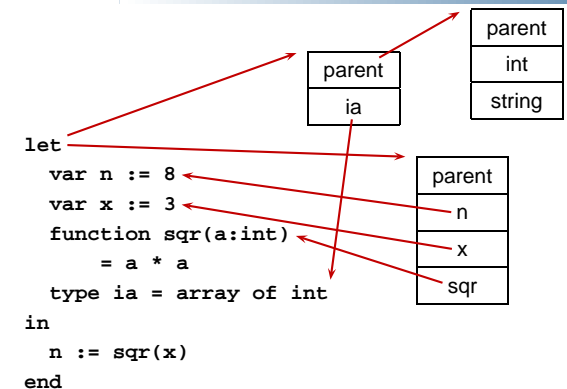 parent
int
string
parent
ia
let
var n := 8
var x := 3
function sqr(a:int)
= a * a
type ia = array of int
in
n := sqr(x)
end
parent
n
x
sqr